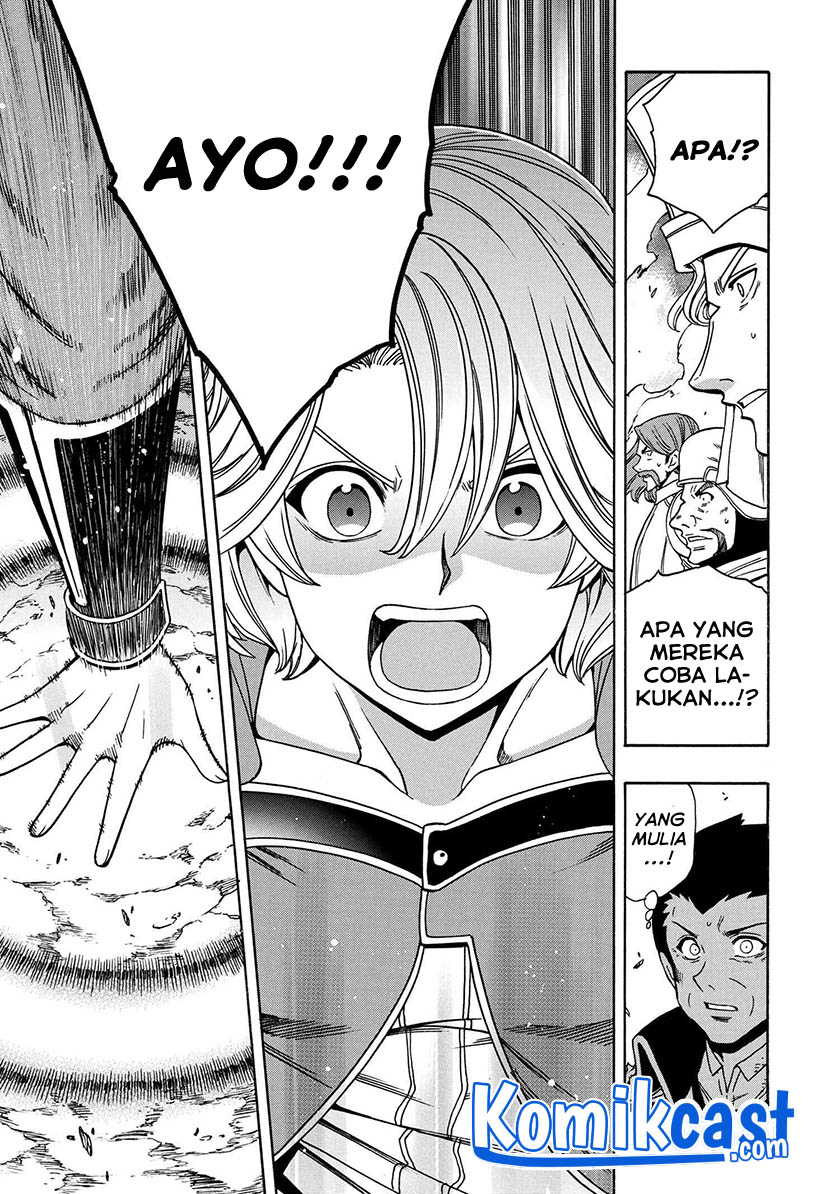 APA!?
APA YANG
MEREKA
COBA LA-
KUKAN...!?
YANG
MULIA
...!
AYO!!!
Komikcast
.com